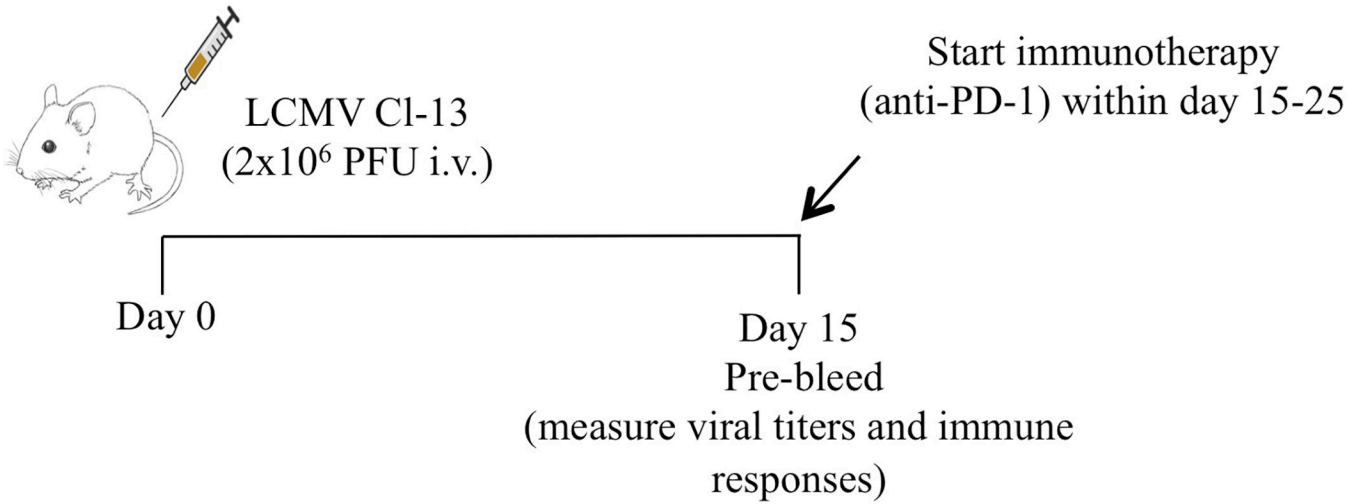 LCMV Cl-13
(2x10⁶ PFU i.v.)
Start immunotherapy
(anti-PD-1) within day 15-25
Day 0
Day 15
Pre-bleed
(measure viral titers and immune
responses)